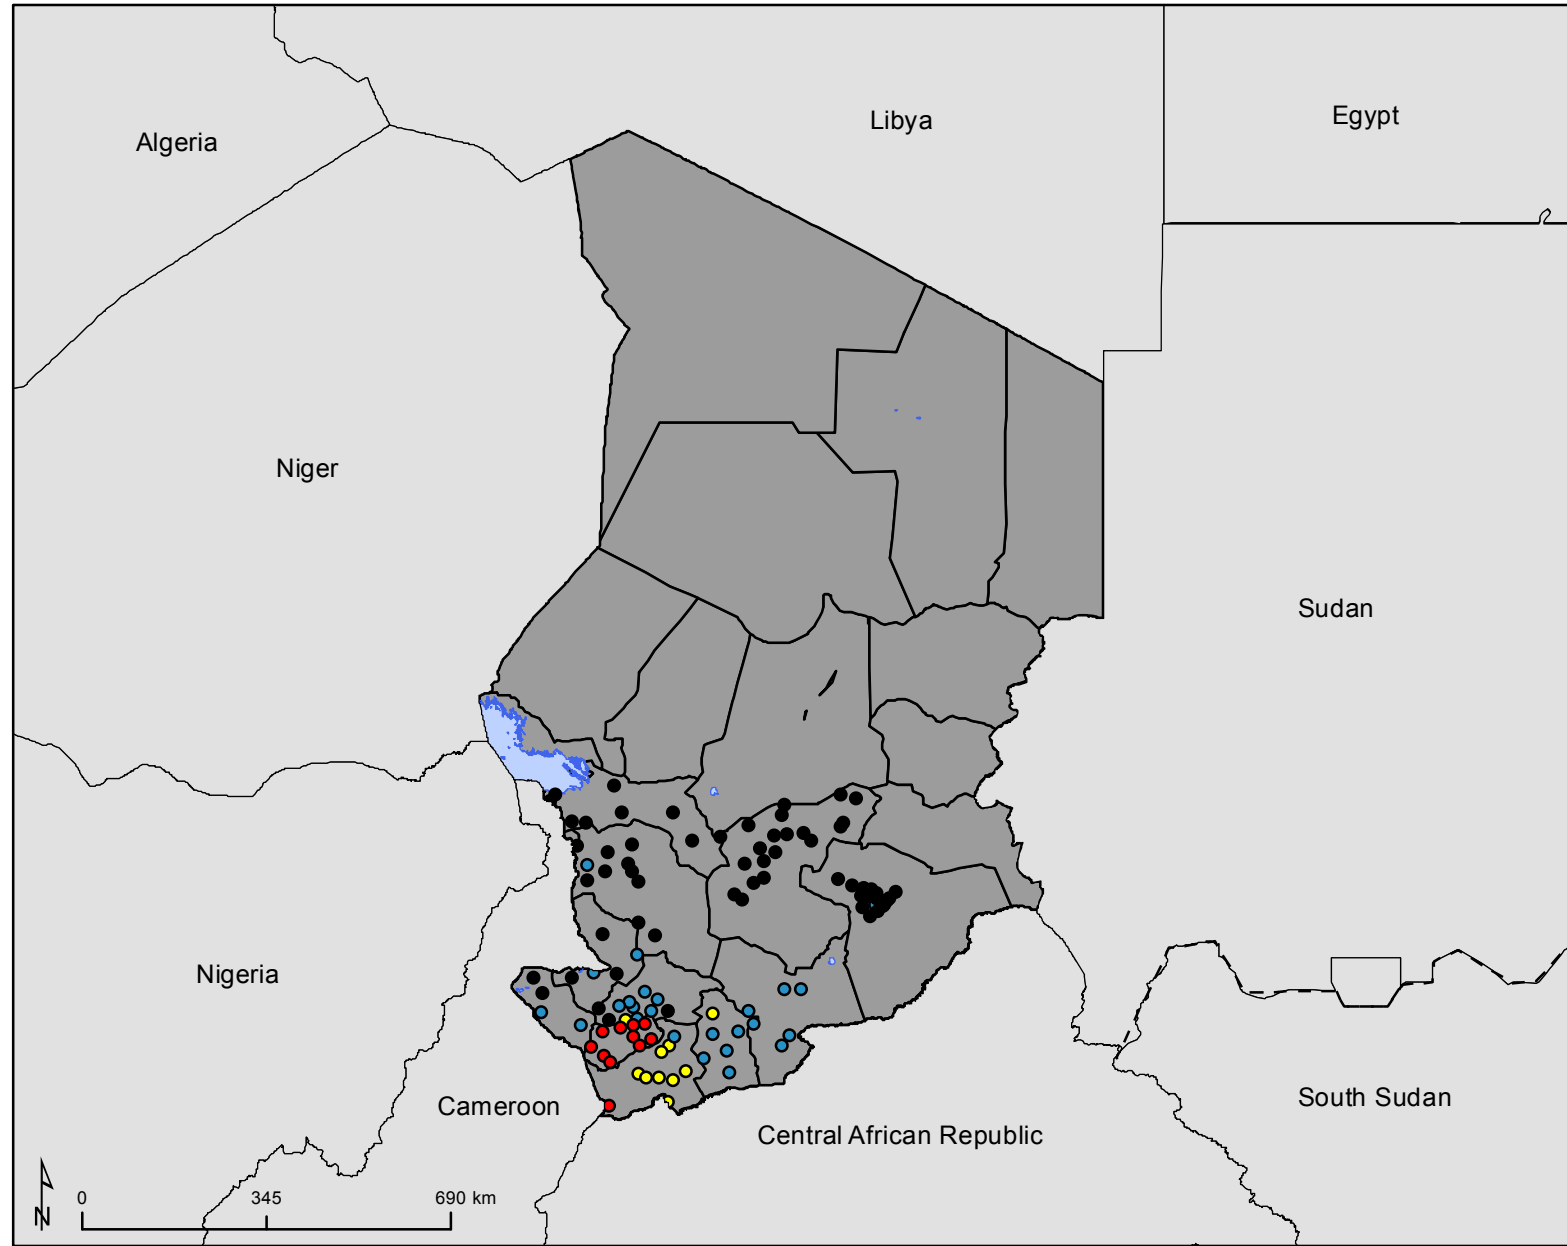 Libya
Egypt
Algeria
Niger
Sudan
Nigeria
Cameroon
South Sudan
Central African Republic
N
0 345 690 km